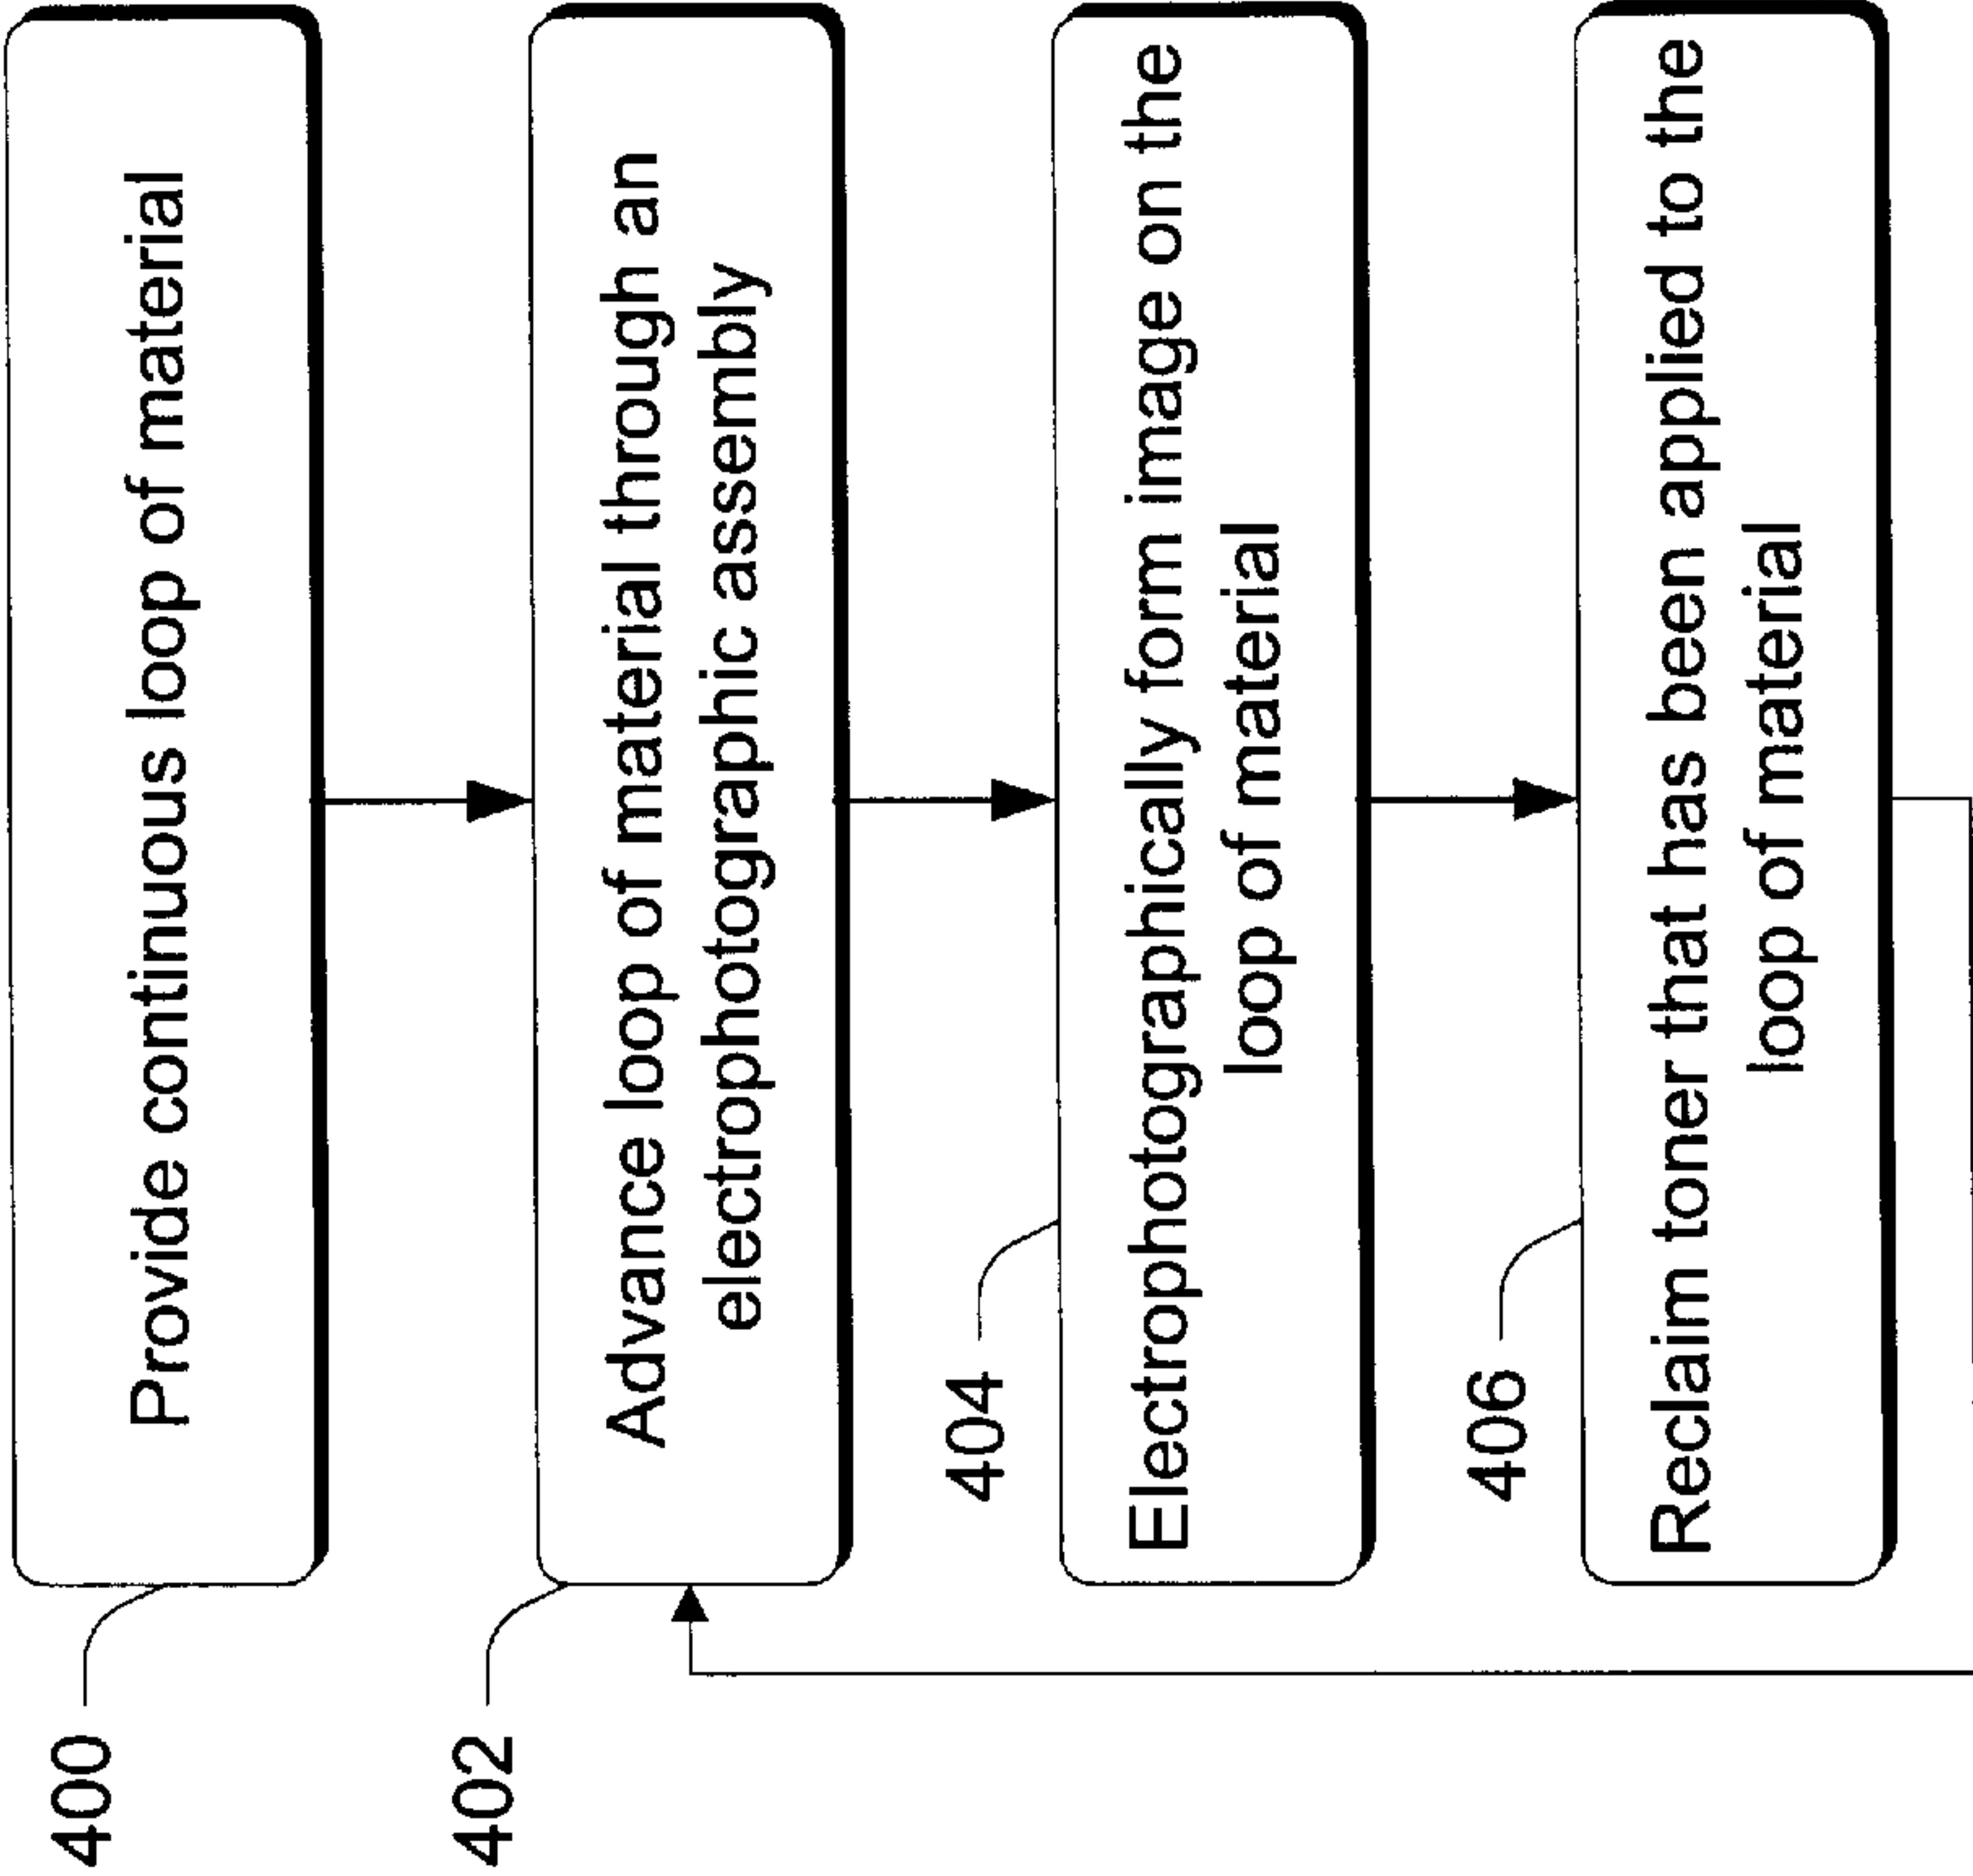 400
Provide continuous loop of material
402
Advance loop of material through an
electrophotographic assembly
404
Electrophotographically form image on the
loop of material
406
Reclaim toner that has been applied to the
loop of material